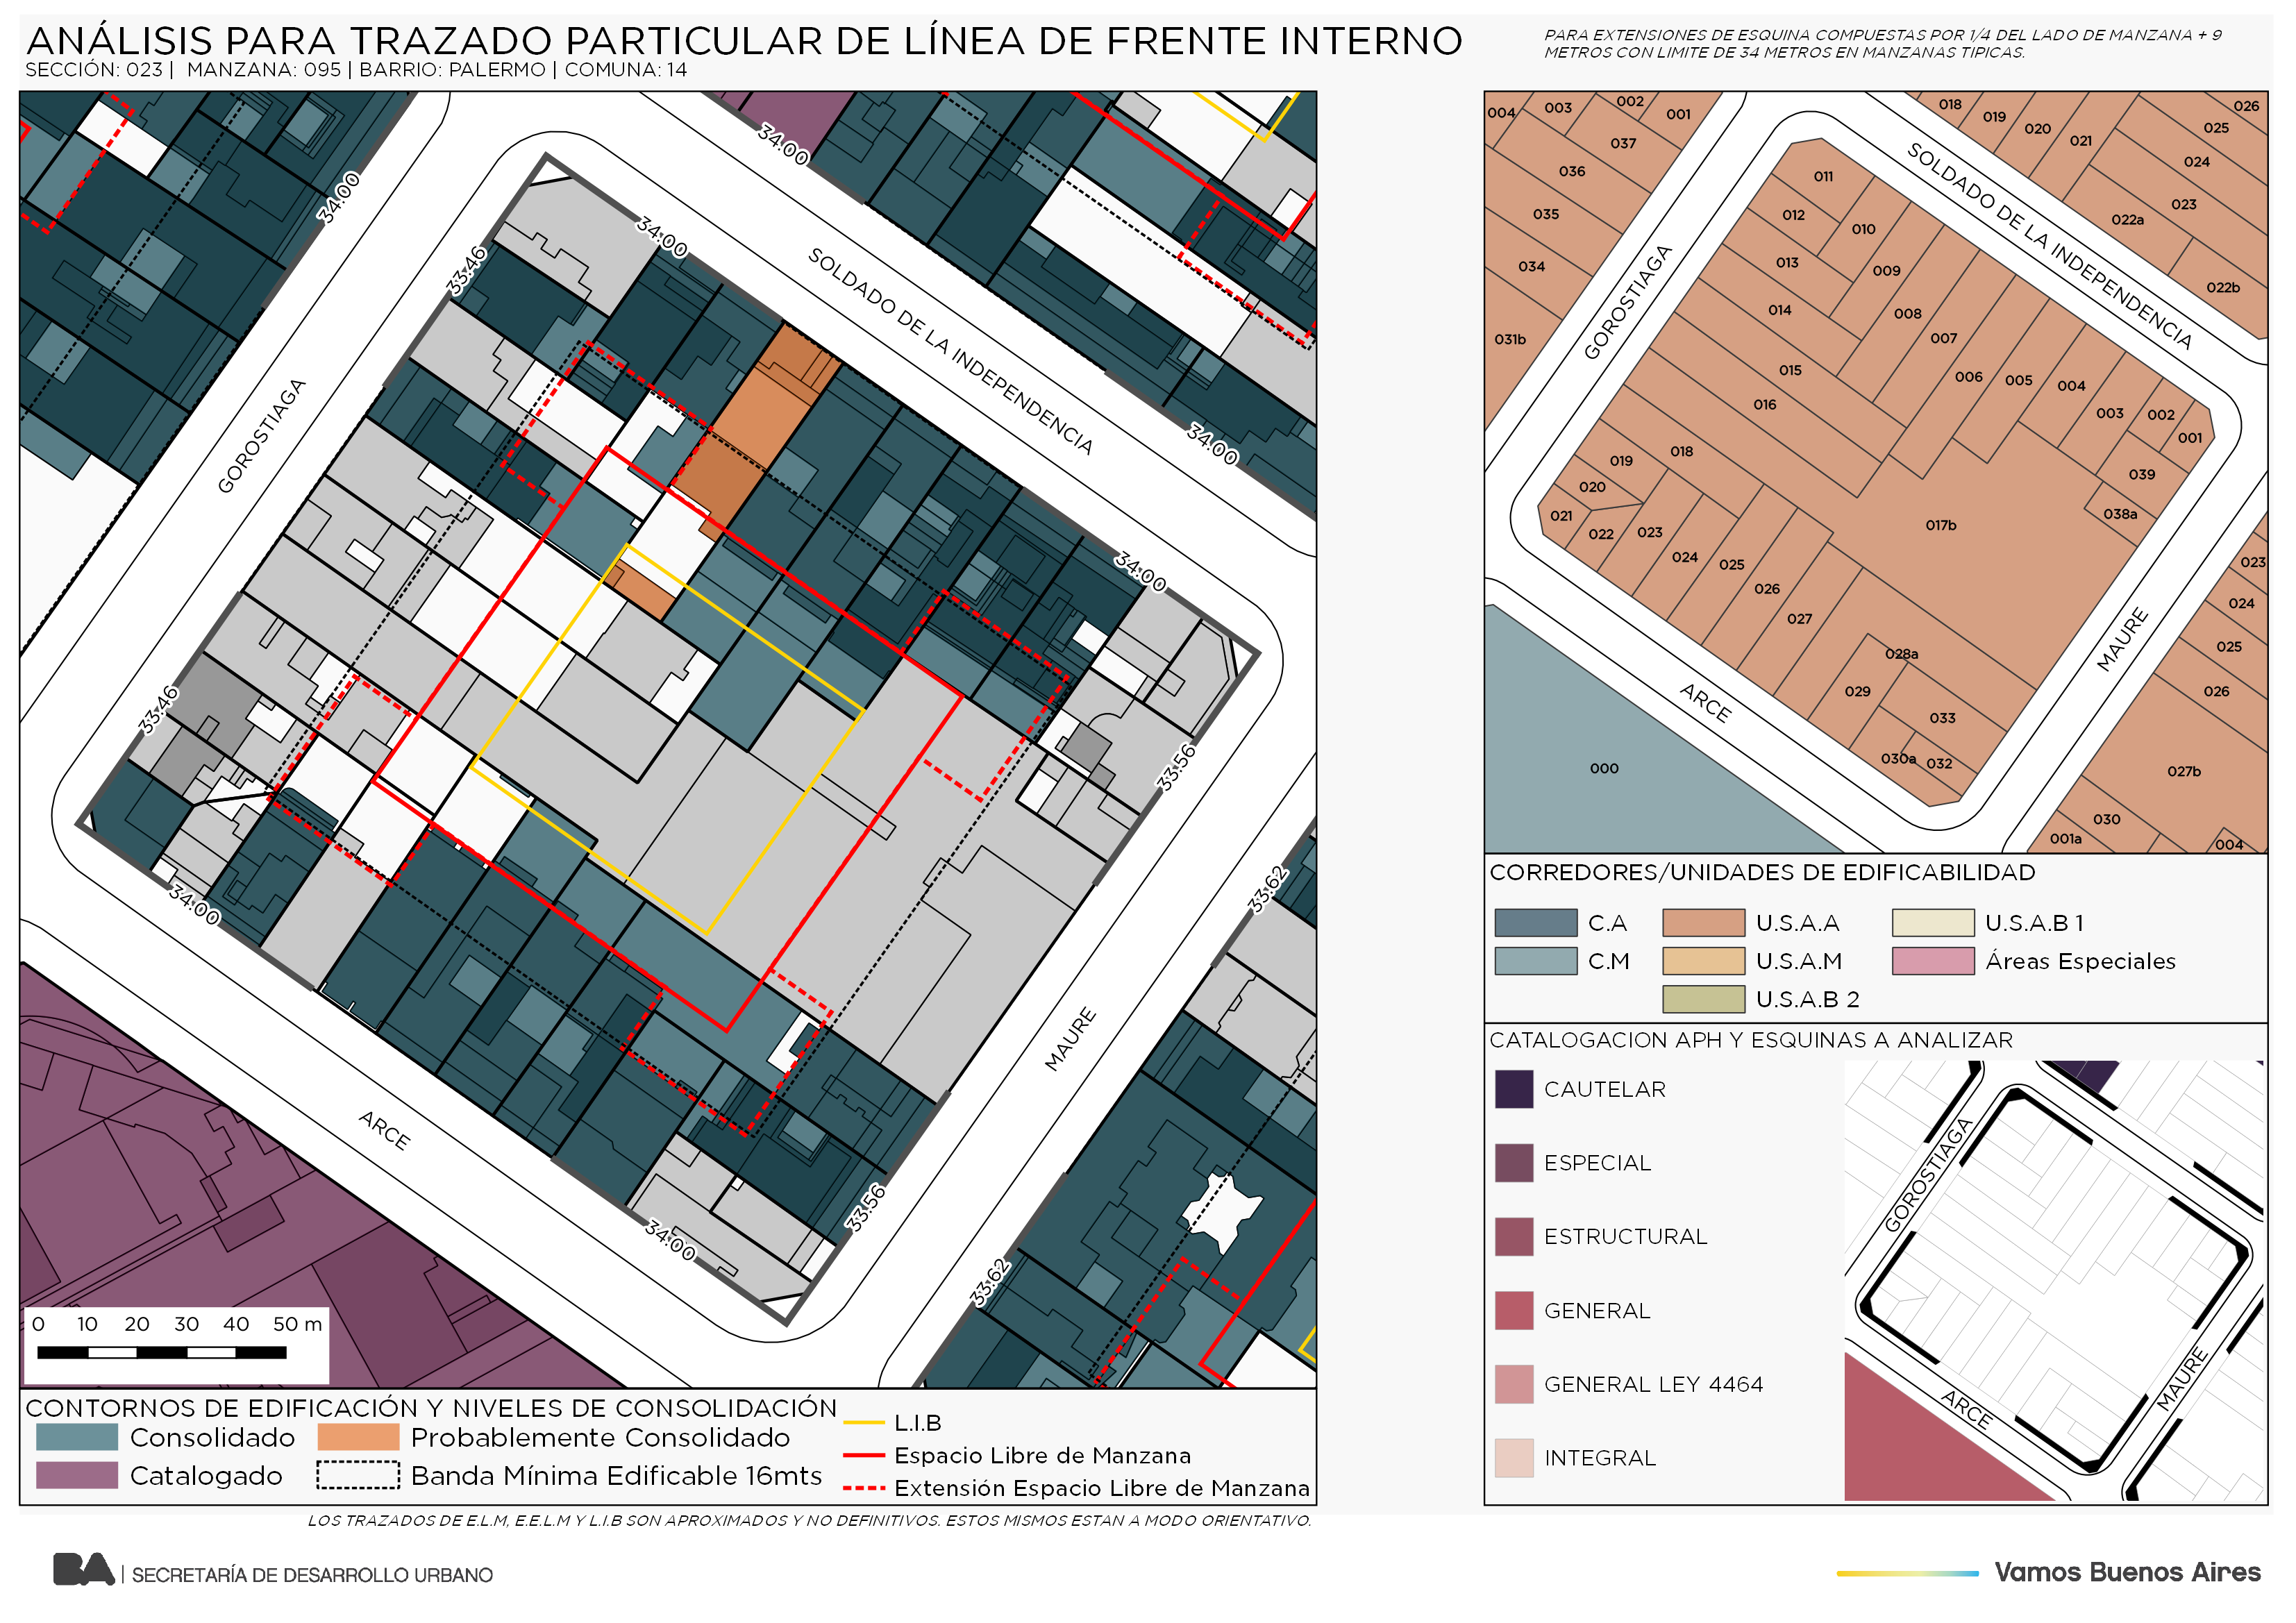 ANÁLISIS PARA TRAZADO PARTICULAR DE LÍNEA DE FRENTE INTERNO
SECCIÓN: 023 | MANZANA: 095 | BARRIO: PALERMO | COMUNA: 14
PARA EXTENSIONES DE ESQUINA COMPUESTAS POR 1/4 DEL LADO DE MANZANA + 9
METROS CON LIMITE DE 34 METROS EN MANZANAS TIPICAS.
34.00
34.00
34.00
33.46
SOLDADO DE LA INDEPENDENCIA
34.00
GOROSTIAGA
34.00
33.46
33.56
33.62
34.00
MAURE
ARCE
33.56
34.00
33.62
0 10 20 30 40 50 m
CONTORNOS DE EDIFICACIÓN Y NIVELES DE CONSOLIDACIÓN
Consolidado
Probablemente Consolidado
Catalogado
Banda Mínima Edificable 16mts
L.I.B
Espacio Libre de Manzana
Extensión Espacio Libre de Manzana
LOS TRAZADOS DE E.L.M, E.E.L.M Y L.I.B SON APROXIMADOS Y NO DEFINITIVOS. ESTOS MISMOS ESTAN A MODO ORIENTATIVO.
004
003
002
001
037
036
035
034
031b
018
019
020
021
026
025
024
023
022a
022b
SOLDADO DE LA INDEPENDENCIA
GOROSTIAGA
011
012
010
013
009
014
008
007
015
006
005
004
016
003
002
001
039
038a
017b
018
019
020
021
022
023
024
025
026
027
028a
029
033
030a
032
MAURE
ARCE
000
023
024
025
026
027b
030
001a
004
CORREDORES/UNIDADES DE EDIFICABILIDAD
C.A
U.S.A.A
U.S.A.B 1
C.M
U.S.A.M
Áreas Especiales
U.S.A.B 2
CATALOGACION APH Y ESQUINAS A ANALIZAR
CAUTELAR
ESPECIAL
ESTRUCTURAL
GENERAL
GENERAL LEY 4464
INTEGRAL
GOROSTIAGA
MAURE
ARCE
BA | SECRETARÍA DE DESARROLLO URBANO
Vamos Buenos Aires